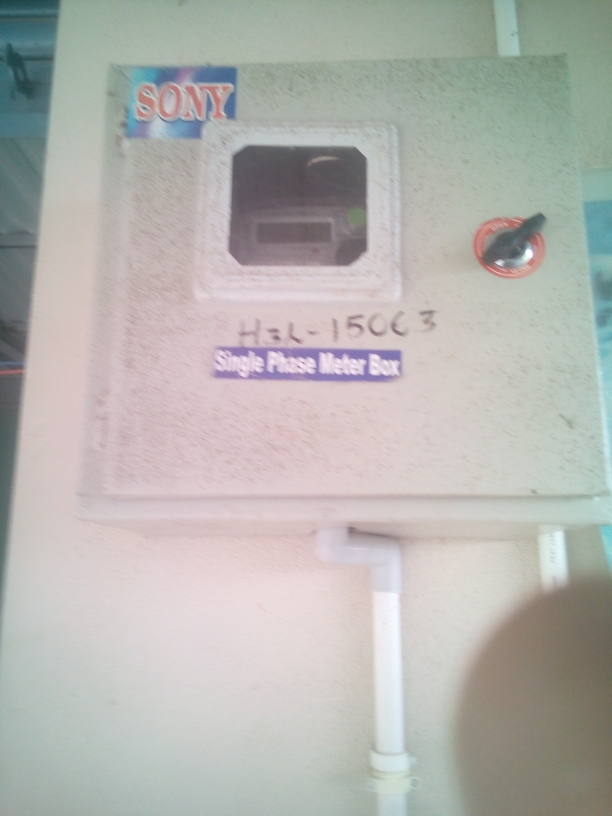 SONY
H3L-15063
Single Phase Meter Box